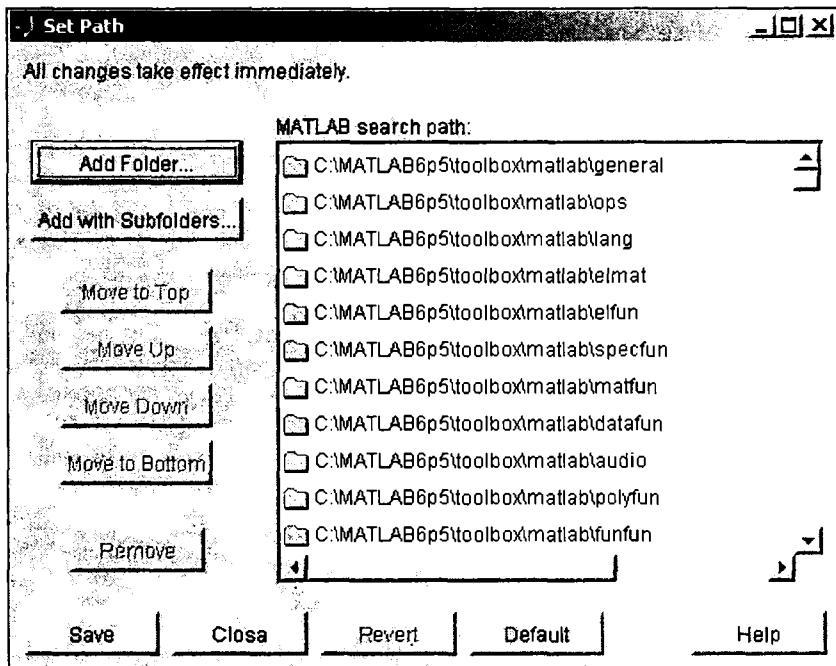 Set Path
All changes take effect immediately.
MATLAB search path:
Add Folder...
Add with Subfolders...
Move to Top
Move Up
Move Down
Move to Bottom
Remove
C:\MATLAB6p5\toolbox\matlab\general
C:\MATLAB6p5\toolbox\matlab\ops
C:\MATLAB6p5\toolbox\matlab\lang
C:\MATLAB6p5\toolbox\matlab\elmat
C:\MATLAB6p5\toolbox\matlab\elfun
C:\MATLAB6p5\toolbox\matlab\specfun
C:\MATLAB6p5\toolbox\matlab\matfun
C:\MATLAB6p5\toolbox\matlab\datafun
C:\MATLAB6p5\toolbox\matlab\audio
C:\MATLAB6p5\toolbox\matlab\polyfun
C:\MATLAB6p5\toolbox\matlab\funfun
Save Closa Revert Default Help